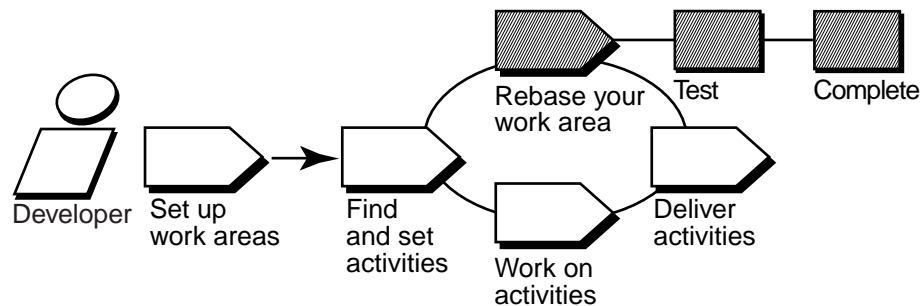 Developer
Set up
work areas
Find
and set
activities
Rebase your
work area
Test
Complete
Work on
activities
Deliver
activities